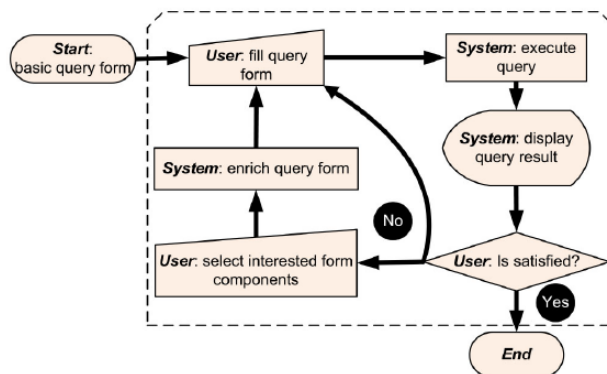 Start:
basic query form
User: fill query
form
System: execute
query
System: display
query result
System: enrich query form
No
User: select interested form
components
User: Is satisfied?
Yes
End